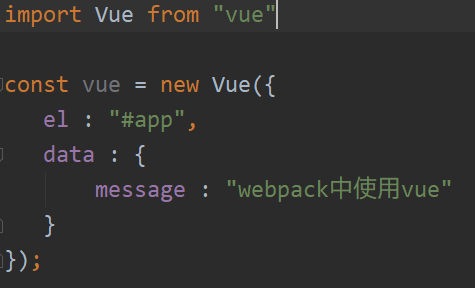 import Vue from "vue"
const vue = new Vue({
el : "#app",
data : {
message : "webpack中使用vue"
}
});